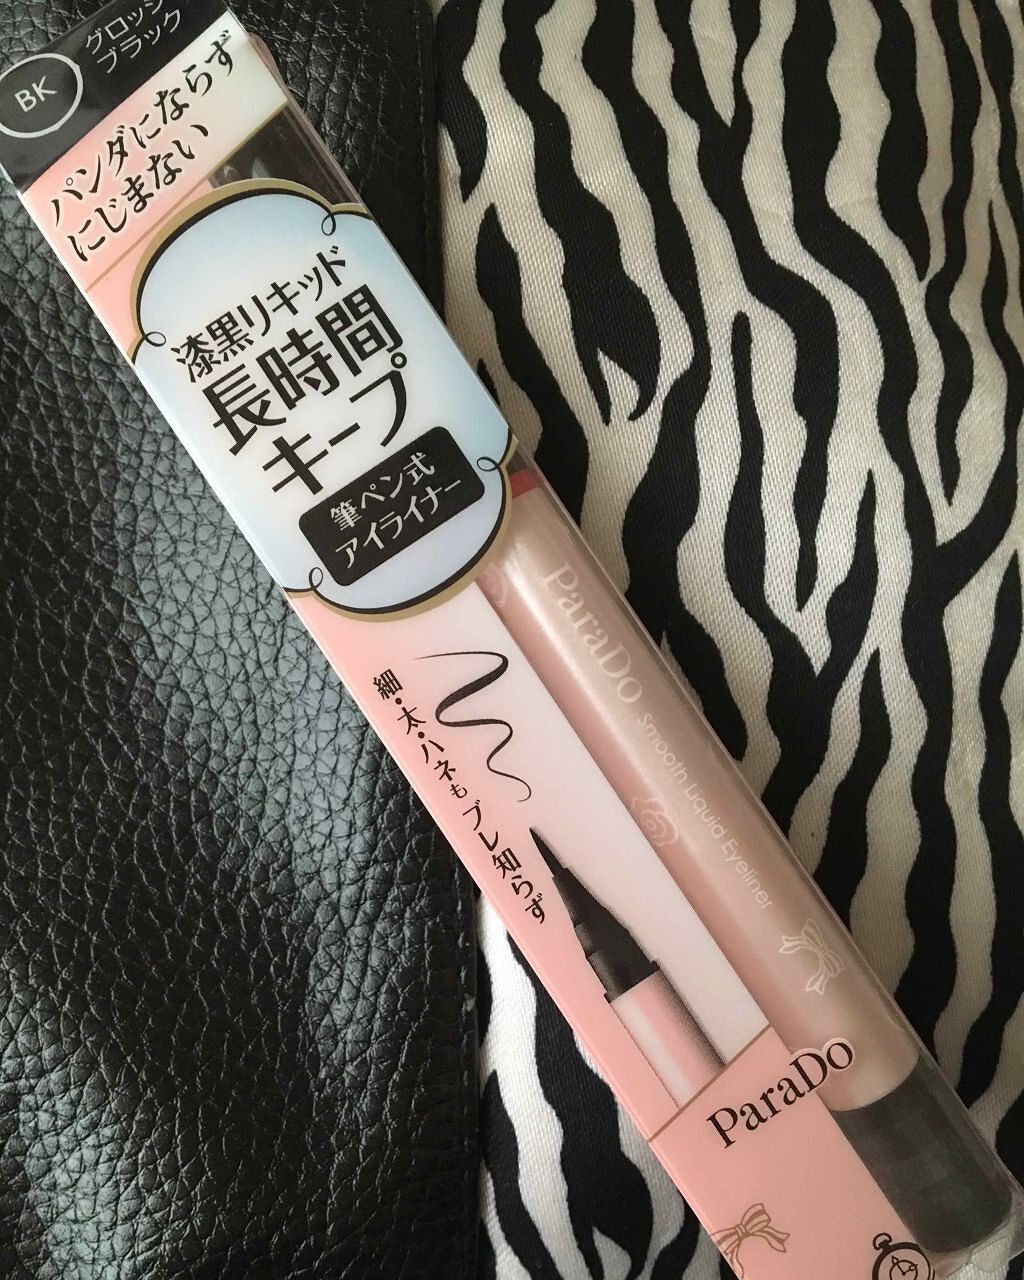 BK
グロッシ
ブラック
パンダにならず
にじまない
漆黒リキッド
長時間
キープ
筆ペン式
アイライナー
細・太・ハネも ブレ知らず
ParaDo Smooth Liquid Eyeliner
ParaDo